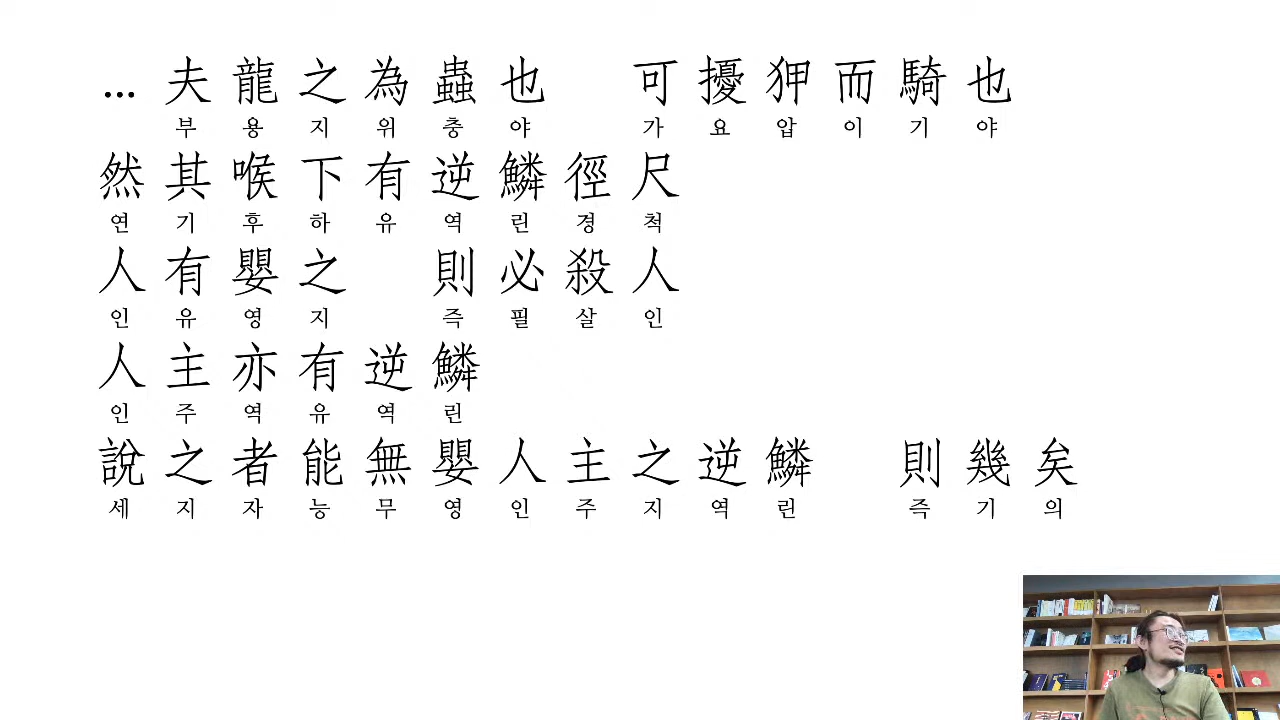 ... 夫龍之為蟲也 可擾狎而騎也
부용지위충야 가요압이기야
然其喉下有逆鱗徑尺
연기후하유역린경척
人有嬰之 則必殺人
인유영지 즉필살인
人主亦有逆鱗
인주역유역린
說之者能無嬰人主之逆鱗 則幾矣
세지자능무영인주지역린 즉기의